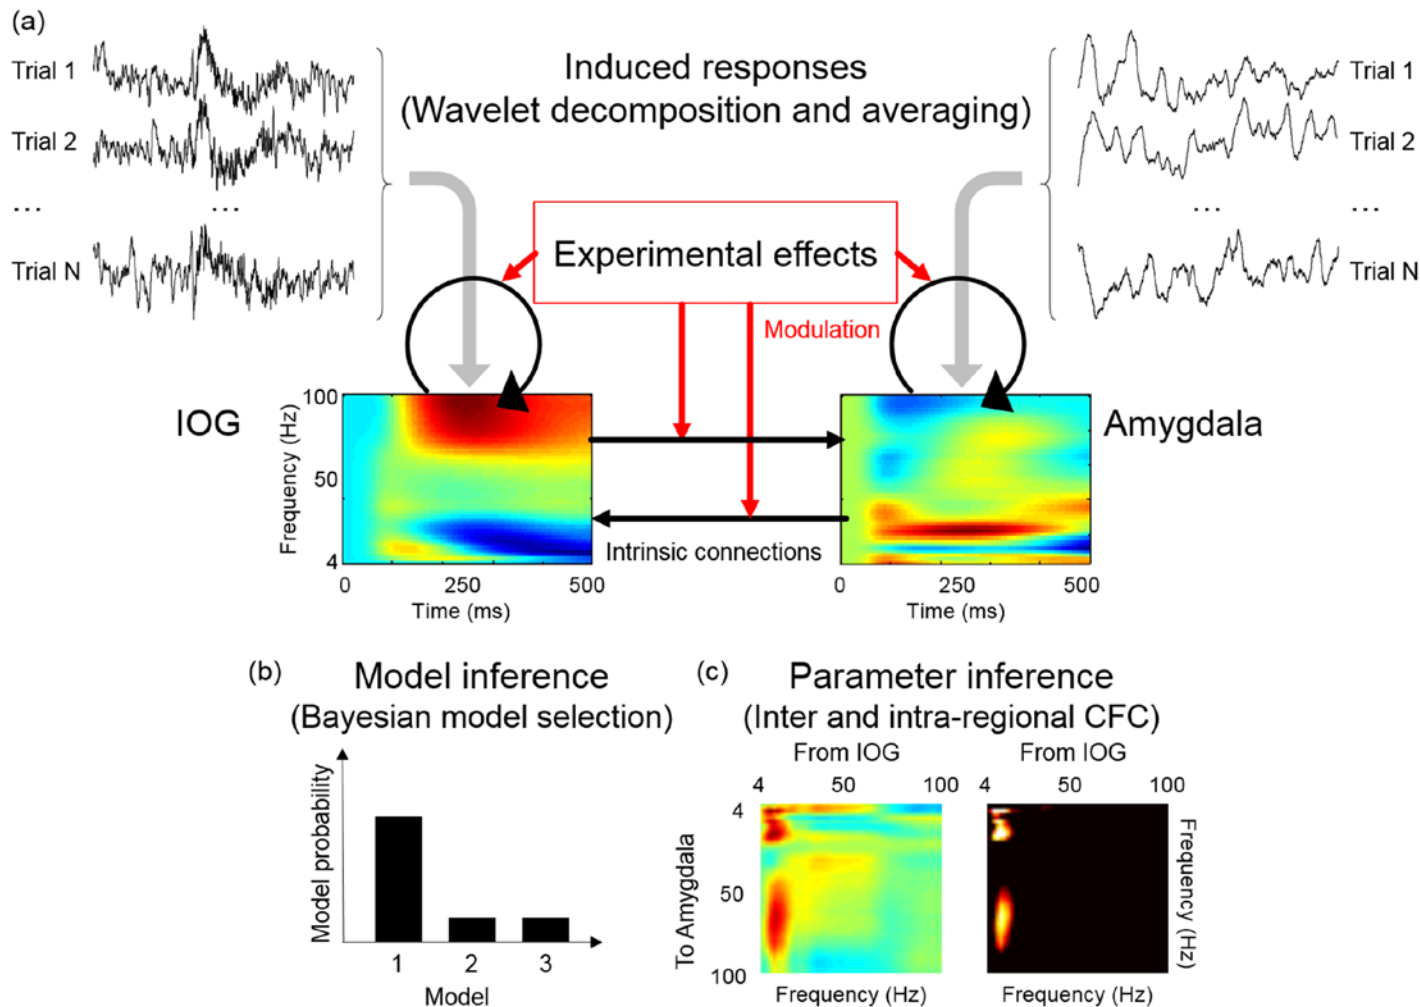 (a)
Trial 1
Trial 2
...
...
Trial N
Induced responses
(Wavelet decomposition and averaging)
Trial 1
Trial 2
...
...
Trial N
Experimental effects
Modulation
IOG
Frequency (Hz)
100
50
4
0
250
500
Time (ms)
Intrinsic connections
Amygdala
0
250
500
Time (ms)
(b)
Model inference
(Bayesian model selection)
Model probability
1
2
3
Model
(c)
Parameter inference
(Inter and intra-regional CFC)
From IOG
4
50
100
To Amygdala
4
50
100
Frequency (Hz)
From IOG
4
50
100
Frequency
(Hz)
Frequency (Hz)